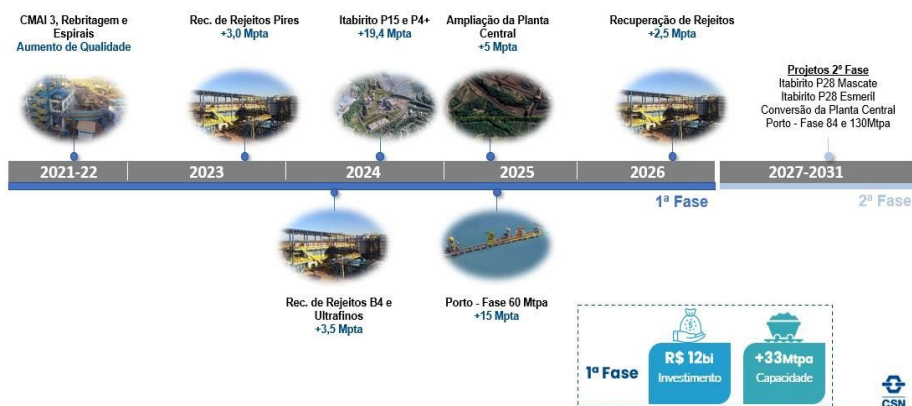 CMAI 3, Rebritagem e
Espirais
Aumento de Qualidade
Rec. de Rejeitos Pires
+3,0 Mpta
Itabirito P15 e P4+
+19,4 Mpta
Ampliação da Planta
Central
+5 Mpta
Recuperação de Rejeitos
+2,5 Mpta
Projetos 2º Fase
Itabirito P28 Mascate
Itabirito P28 Esmeril
Conversão da Planta Central
Porto - Fase 84 e 130Mtpa
2021-22
2023
2024
2025
2026
2027-2031
1ª Fase
2ª Fase
Rec. de Rejeitos B4 e
Ultrafinos
+3,5 Mpta
Porto - Fase 60 Mtpa
+15 Mpta
1ª Fase
R$ 12bi
Investimento
+33Mtpa
Capacidade
CSN